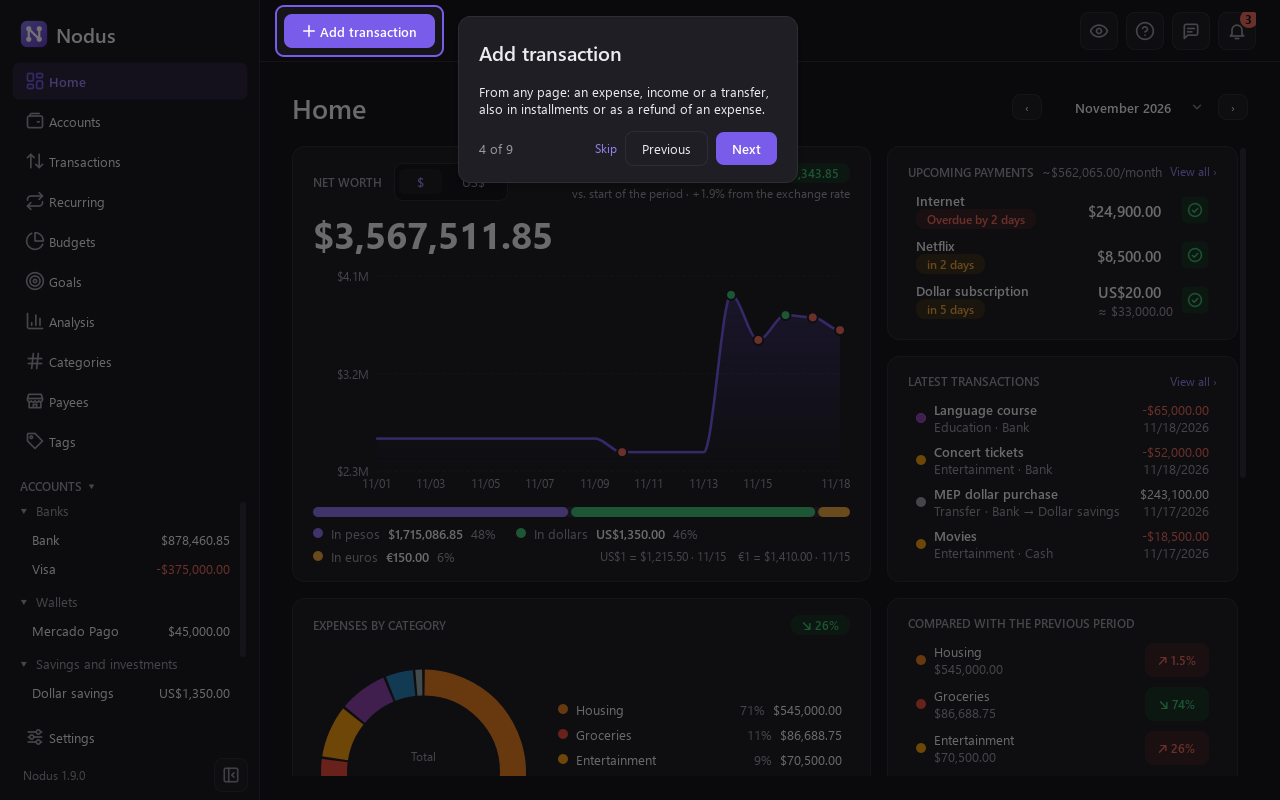 Nodus
Home
Accounts
Transactions
Recurring
Budgets
Goals
Analysis
Categories
Payees
Tags
ACCOUNTS
Banks
Bank $878,460.85
Visa -$375,000.00
Wallets
Mercado Pago $45,000.00
Savings and investments
Dollar savings US$1,350.00
Settings
Nodus 1.9.0
+ Add transaction
Add transaction
From any page: an expense, income or a transfer,
also in installments or as a refund of an expense.
4 of 9 Skip Previous Next
3
Home
‹ November 2026 ›
NET WORTH $
,343.85
vs. start of the period · +1.9% from the exchange rate
$3,567,511.85
$4.1M
$3.2M
$2.3M
11/01 11/03 11/05 11/07 11/09 11/11 11/13 11/15 11/18
In pesos $1,715,086.85 48% In dollars US$1,350.00 46%
In euros €150.00 6% US$1 = $1,215.50 · 11/15 €1 = $1,410.00 · 11/15
UPCOMING PAYMENTS ~$562,065.00/month View all ›
Internet
Overdue by 2 days
$24,900.00
Netflix
in 2 days
$8,500.00
Dollar subscription
in 5 days
US$20.00
≈ $33,000.00
LATEST TRANSACTIONS View all ›
Language course -$65,000.00
Education · Bank 11/18/2026
Concert tickets -$52,000.00
Entertainment · Bank 11/18/2026
MEP dollar purchase $243,100.00
Transfer · Bank → Dollar savings 11/17/2026
Movies -$18,500.00
Entertainment · Cash 11/17/2026
EXPENSES BY CATEGORY ↘ 26%
Total
Housing 71% $545,000.00
Groceries 11% $86,688.75
Entertainment 9% $70,500.00
COMPARED WITH THE PREVIOUS PERIOD
Housing
$545,000.00
↗ 1.5%
Groceries
$86,688.75
↘ 74%
Entertainment
$70,500.00
↗ 26%